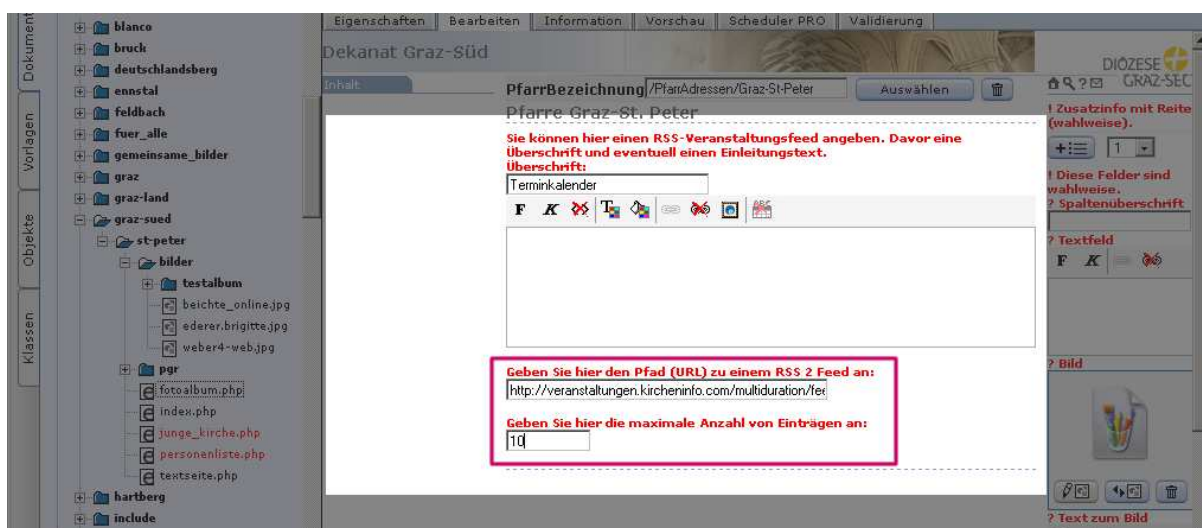 Dokument
Vorlagen
Objekte
Klassen
blanco
bruck
deutschlandsberg
ennstal
feldbach
fuer_alle
gemeinsame_bilder
graz
graz-land
graz-sued
st-peter
bilder
testalbum
beichte_online.jpg
ederer.brigitte.jpg
weber4-web.jpg
pgr
fotoalbum.php
index.php
junge_kirche.php
personenliste.php
textseite.php
hartberg
include
Eigenschaften Bearbeiten Information Vorschau Scheduler PRO Validierung
Dekanat Graz-Süd
DIÖZESE
GRAZ-SEC
Inhalt
PfarrBezeichnung /PfarrAdressen/Graz-St-Peter Auswählen
Pfarre Graz-St. Peter
Sie können hier einen RSS-Veranstaltungsfeed angeben. Davor eine
Überschrift und eventuell einen Einleitungstext.
Überschrift:
Terminkalender
F K
ABC
Geben Sie hier den Pfad (URL) zu einem RSS 2 Feed an:
http://veranstaltungen.kircheninfo.com/multiduration/fee
Geben Sie hier die maximale Anzahl von Einträgen an:
10
! Zusatzinfo mit Reite
(wahlweise).
1
! Diese Felder sind
wahlweise.
? Spaltenüberschrift
? Textfeld
F K
? Bild
? Text zum Bild